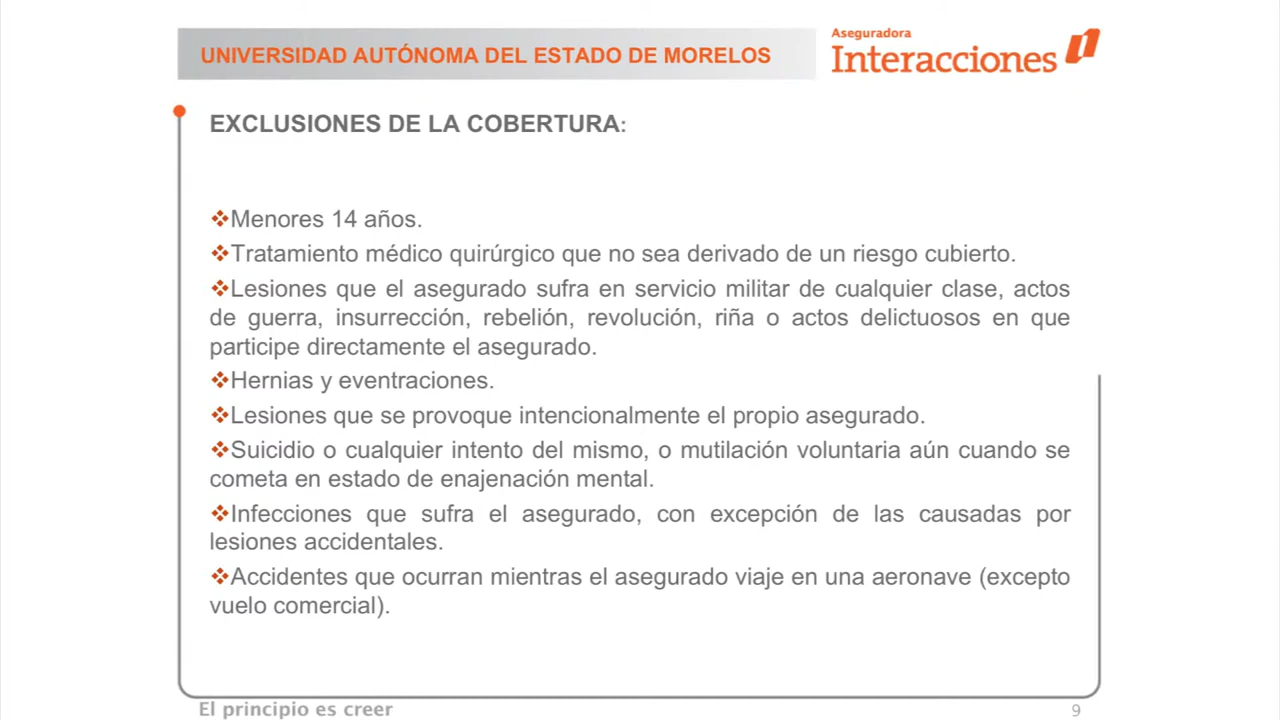 UNIVERSIDAD AUTÓNOMA DEL ESTADO DE MORELOS
Aseguradora
Interacciones
EXCLUSIONES DE LA COBERTURA:
❖Menores 14 años.
❖Tratamiento médico quirúrgico que no sea derivado de un riesgo cubierto.
❖Lesiones que el asegurado sufra en servicio militar de cualquier clase, actos
de guerra, insurrección, rebelión, revolución, riña o actos delictuosos en que
participe directamente el asegurado.
❖Hernias y eventraciones.
❖Lesiones que se provoque intencionalmente el propio asegurado.
❖Suicidio o cualquier intento del mismo, o mutilación voluntaria aún cuando se
cometa en estado de enajenación mental.
❖Infecciones que sufra el asegurado, con excepción de las causadas por
lesiones accidentales.
❖Accidentes que ocurran mientras el asegurado viaje en una aeronave (excepto
vuelo comercial).
El principio es creer
9